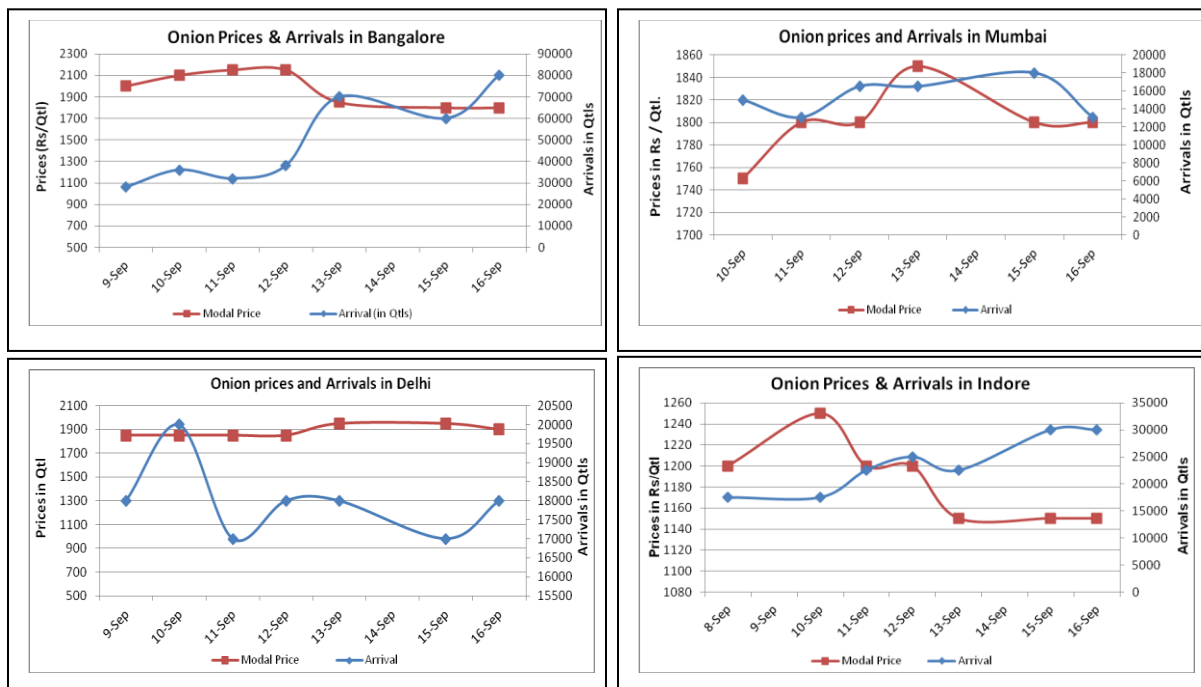 Onion Prices & Arrivals in Bangalore
Prices (Rs/Qtl)
2300
2100
1900
1700
1500
1300
1100
900
700
500
90000
80000
70000
60000
50000
40000
30000
20000
10000
0
Arrivals in Qtls
9-Sep
10-Sep
11-Sep
12-Sep
13-Sep
14-Sep
15-Sep
16-Sep
Modal Price
Arrival (in Qtls)
Onion prices and Arrivals in Mumbai
Prices in Rs / Qtl.
1860
1840
1820
1800
1780
1760
1740
1720
1700
20000
18000
16000
14000
12000
10000
8000
6000
4000
2000
0
Arrivals in Qtls
10-Sep
11-Sep
12-Sep
13-Sep
14-Sep
15-Sep
16-Sep
Modal Price
Arrival
Onion prices and Arrivals in Delhi
Prices in Qtl
2100
1900
1700
1500
1300
1100
900
700
500
20500
20000
19500
19000
18500
18000
17500
17000
16500
16000
15500
Arrivals in Qtls
9-Sep
10-Sep
11-Sep
12-Sep
13-Sep
14-Sep
15-Sep
16-Sep
Modal Price
Arrival
Onion Prices & Arrivals in Indore
Prices in Rs/Qtl
1260
1240
1220
1200
1180
1160
1140
1120
1100
1080
35000
30000
25000
20000
15000
10000
5000
0
Arrivals in Qtls
8-Sep
9-Sep
10-Sep
11-Sep
12-Sep
13-Sep
14-Sep
15-Sep
16-Sep
Modal Price
Arrival